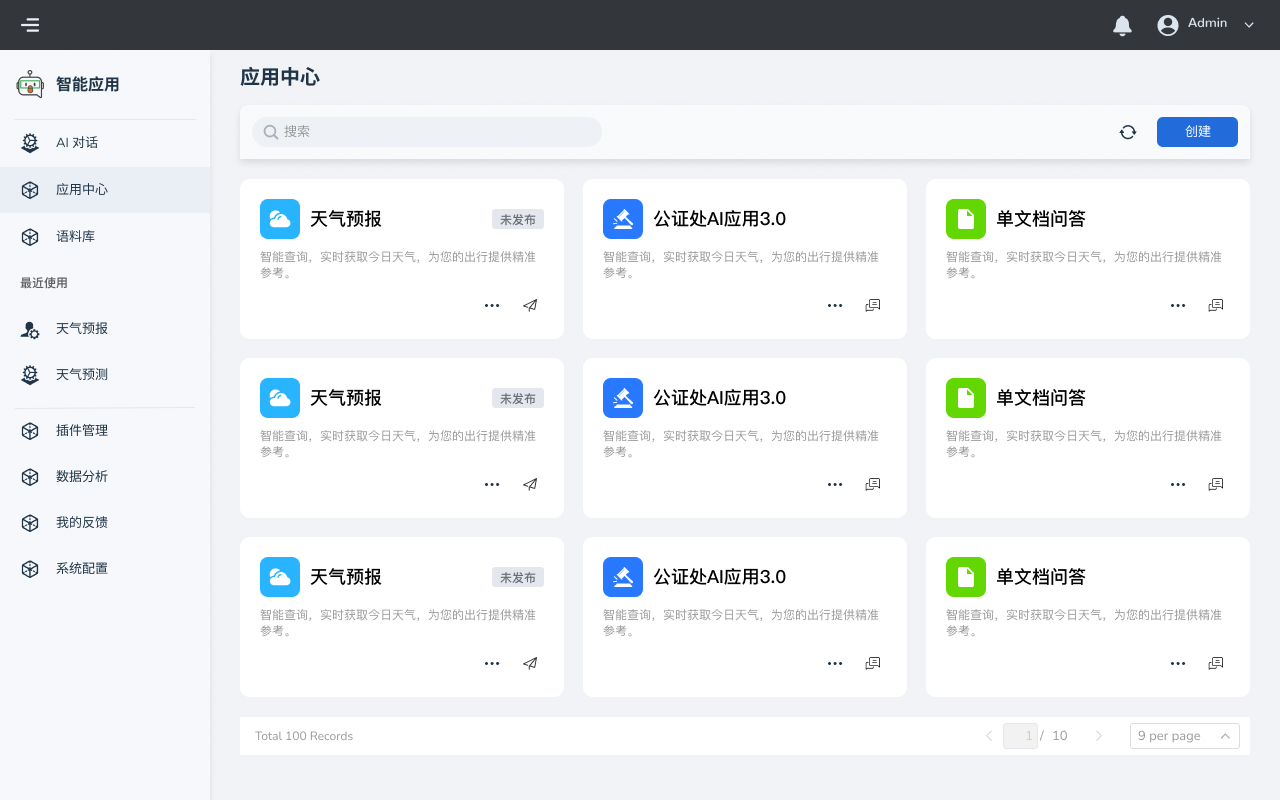 Admin
智能应用
AI 对话
应用中心
语料库
最近使用
天气预报
天气预测
插件管理
数据分析
我的反馈
系统配置
应用中心
搜索
创建
天气预报
未发布
智能查询，实时获取今日天气，为您的出行提供精准
参考。
公证处AI应用3.0
智能查询，实时获取今日天气，为您的出行提供精准
参考。
单文档问答
智能查询，实时获取今日天气，为您的出行提供精准
参考。
天气预报
未发布
智能查询，实时获取今日天气，为您的出行提供精准
参考。
公证处AI应用3.0
智能查询，实时获取今日天气，为您的出行提供精准
参考。
单文档问答
智能查询，实时获取今日天气，为您的出行提供精准
参考。
天气预报
未发布
智能查询，实时获取今日天气，为您的出行提供精准
参考。
公证处AI应用3.0
智能查询，实时获取今日天气，为您的出行提供精准
参考。
单文档问答
智能查询，实时获取今日天气，为您的出行提供精准
参考。
Total 100 Records
1 / 10
9 per page